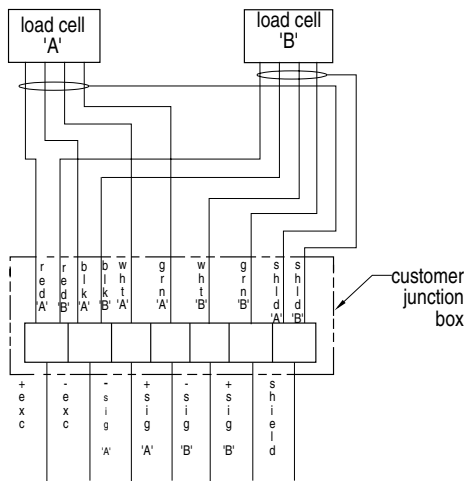 load cell
'A'
load cell
'B'
red'A'
red'B'
blk'A'
blk'B'
wht'A'
grn'A'
wht'B'
grn'B'
shld'A'
shld'B'
customer
junction
box
+exc
-exc
-sig 'A'
+sig 'A'
-sig 'B'
+sig 'B'
shield